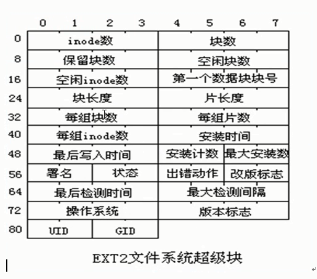 0 1 2 3 4 5 6 7
0 inode数 块数
8 保留块数 空闲块数
16 空闲inode数 第一个数据块块号
24 块长度 片长度
32 每组块数 每组片数
40 每组inode数 安装时间
48 最后写入时间 安装计数 最大安装数
56 署名 状态 出错动作 改版标志
64 最后检测时间 最大检测间隔
72 操作系统 版本标志
80 UID GID
EXT2文件系统超级块